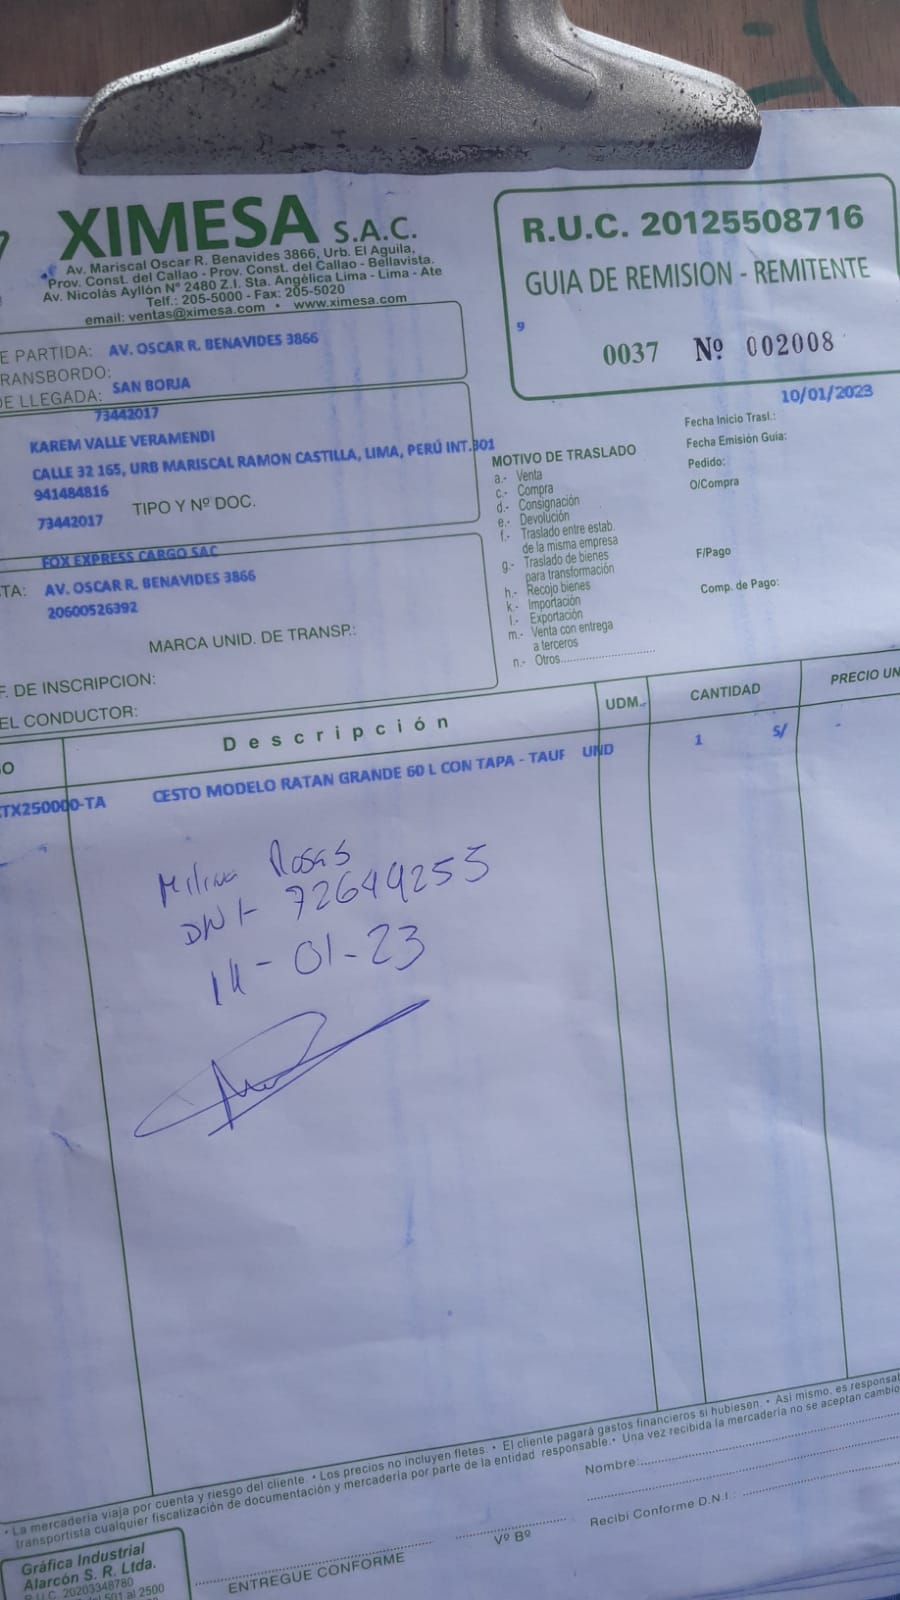 XIMESA S.A.C.
Av. Mariscal Oscar R. Benavides 3866, Urb. El Aguila,
Prov. Const. del Callao - Prov. Const. del Callao - Bellavista.
Av. Nicolás Ayllón Nº 2480 Z.I. Sta. Angélica Lima - Lima - Ate
Telf.: 205-5000 - Fax: 205-5020
email: ventas@ximesa.com • www.ximesa.com
R.U.C. 20125508716
GUIA DE REMISION - REMITENTE
9
0037 Nº 002008
10/01/2023
E PARTIDA: AV. OSCAR R. BENAVIDES 3866
RANSBORDO:
DE LLEGADA: SAN BORJA
73442017
KAREM VALLE VERAMENDI
CALLE 32 165, URB MARISCAL RAMON CASTILLA, LIMA, PERÚ INT.301
941484816
TIPO Y Nº DOC.
73442017
FOX EXPRESS CARGO SAC
TA: AV. OSCAR R. BENAVIDES 3866
20600526392
MARCA UNID. DE TRANSP.:
F. DE INSCRIPCION:
EL CONDUCTOR:
MOTIVO DE TRASLADO
a.- Venta
c.- Compra
d.- Consignación
e.- Devolución
f.- Traslado entre estab.
de la misma empresa
g.- Traslado de bienes
para transformación
h.- Recojo bienes
k.- Importación
l.- Exportación
m.- Venta con entrega
a terceros
n.- Otros
Fecha Inicio Trasl.:
Fecha Emisión Guía:
Pedido:
O/Compra
F/Pago
Comp. de Pago:
O Descripción UDM. CANTIDAD PRECIO UN
TX250000-TA CESTO MODELO RATAN GRANDE 60 L CON TAPA - TAUF UND 1 S/ -
Rosas
DNI- 72649255
14-01-23
• La mercadería viaja por cuenta y riesgo del cliente. • Los precios no incluyen fletes. • El cliente pagará gastos financieros si hubiesen. • Asi mismo, es responsa
transportista cualquier fiscalización de documentación y mercadería por parte de la entidad responsable. • Una vez recibida la mercadería no se aceptan cambio
Nombre:
Recibí Conforme D.N.I.:
Vº Bº
ENTREGUE CONFORME
Gráfica Industrial
Alarcón S. R. Ltda.
R.U.C. 20203348780
501 al 2500